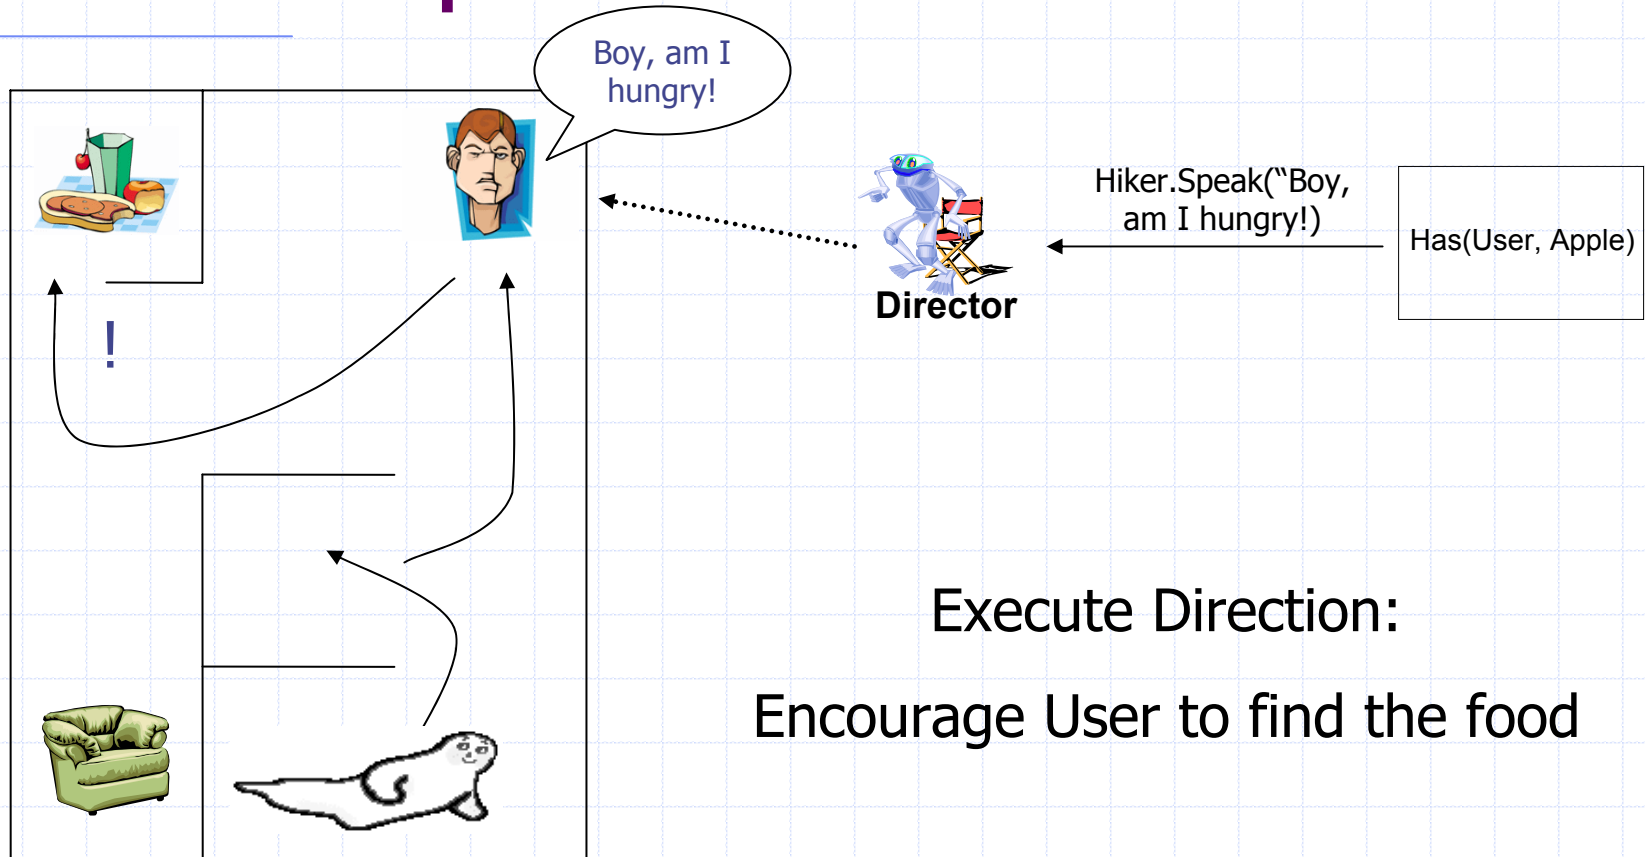 Boy, am I
hungry!
Hiker.Speak(“Boy,
am I hungry!)
Has(User, Apple)
Director
!
Execute Direction:
Encourage User to find the food